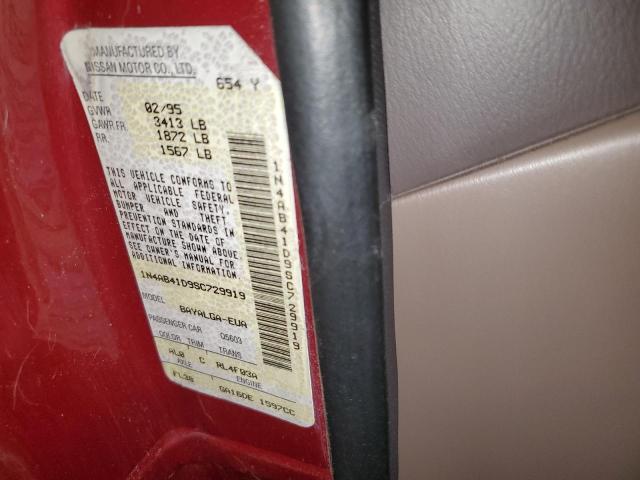 MANUFACTURED BY
NISSAN MOTOR CO., LTD.
654 Y
DATE 02/95
GVWR 3413 LB
GAWR FR. 1872 LB
RR. 1567 LB
THIS VEHICLE CONFORMS TO
ALL APPLICABLE FEDERAL
MOTOR VEHICLE SAFETY,
BUMPER AND THEFT
PREVENTION STANDARDS IN
EFFECT ON THE DATE OF
MANUFACTURE SHOWN ABOVE.
SEE OWNER'S MANUAL FOR
ADDITIONAL INFORMATION
1N4AB41D9SC729919
1N4AB41D9SC729919
MODEL
BAYALGA-EUA
PASSENGER CAR Q5603
COLOR TRIM TRANS
AL0 C RL4F03A
AXLE ENGINE
FL38 GA16DE 1597CC